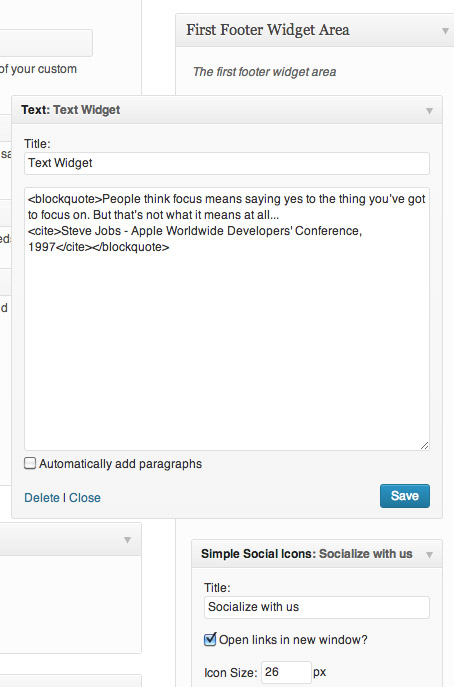 First Footer Widget Area
of your custom
The first footer widget area
Text: Text Widget
Title:
Text Widget
sa
<blockquote>People think focus means saying yes to the thing you've got
to focus on. But that's not what it means at all...
<cite>Steve Jobs - Apple Worldwide Developers' Conference,
1997</cite></blockquote>
ed
d
Automatically add paragraphs
Delete | Close
Save
Simple Social Icons: Socialize with us
Title:
Socialize with us
Open links in new window?
Icon Size: 26 px